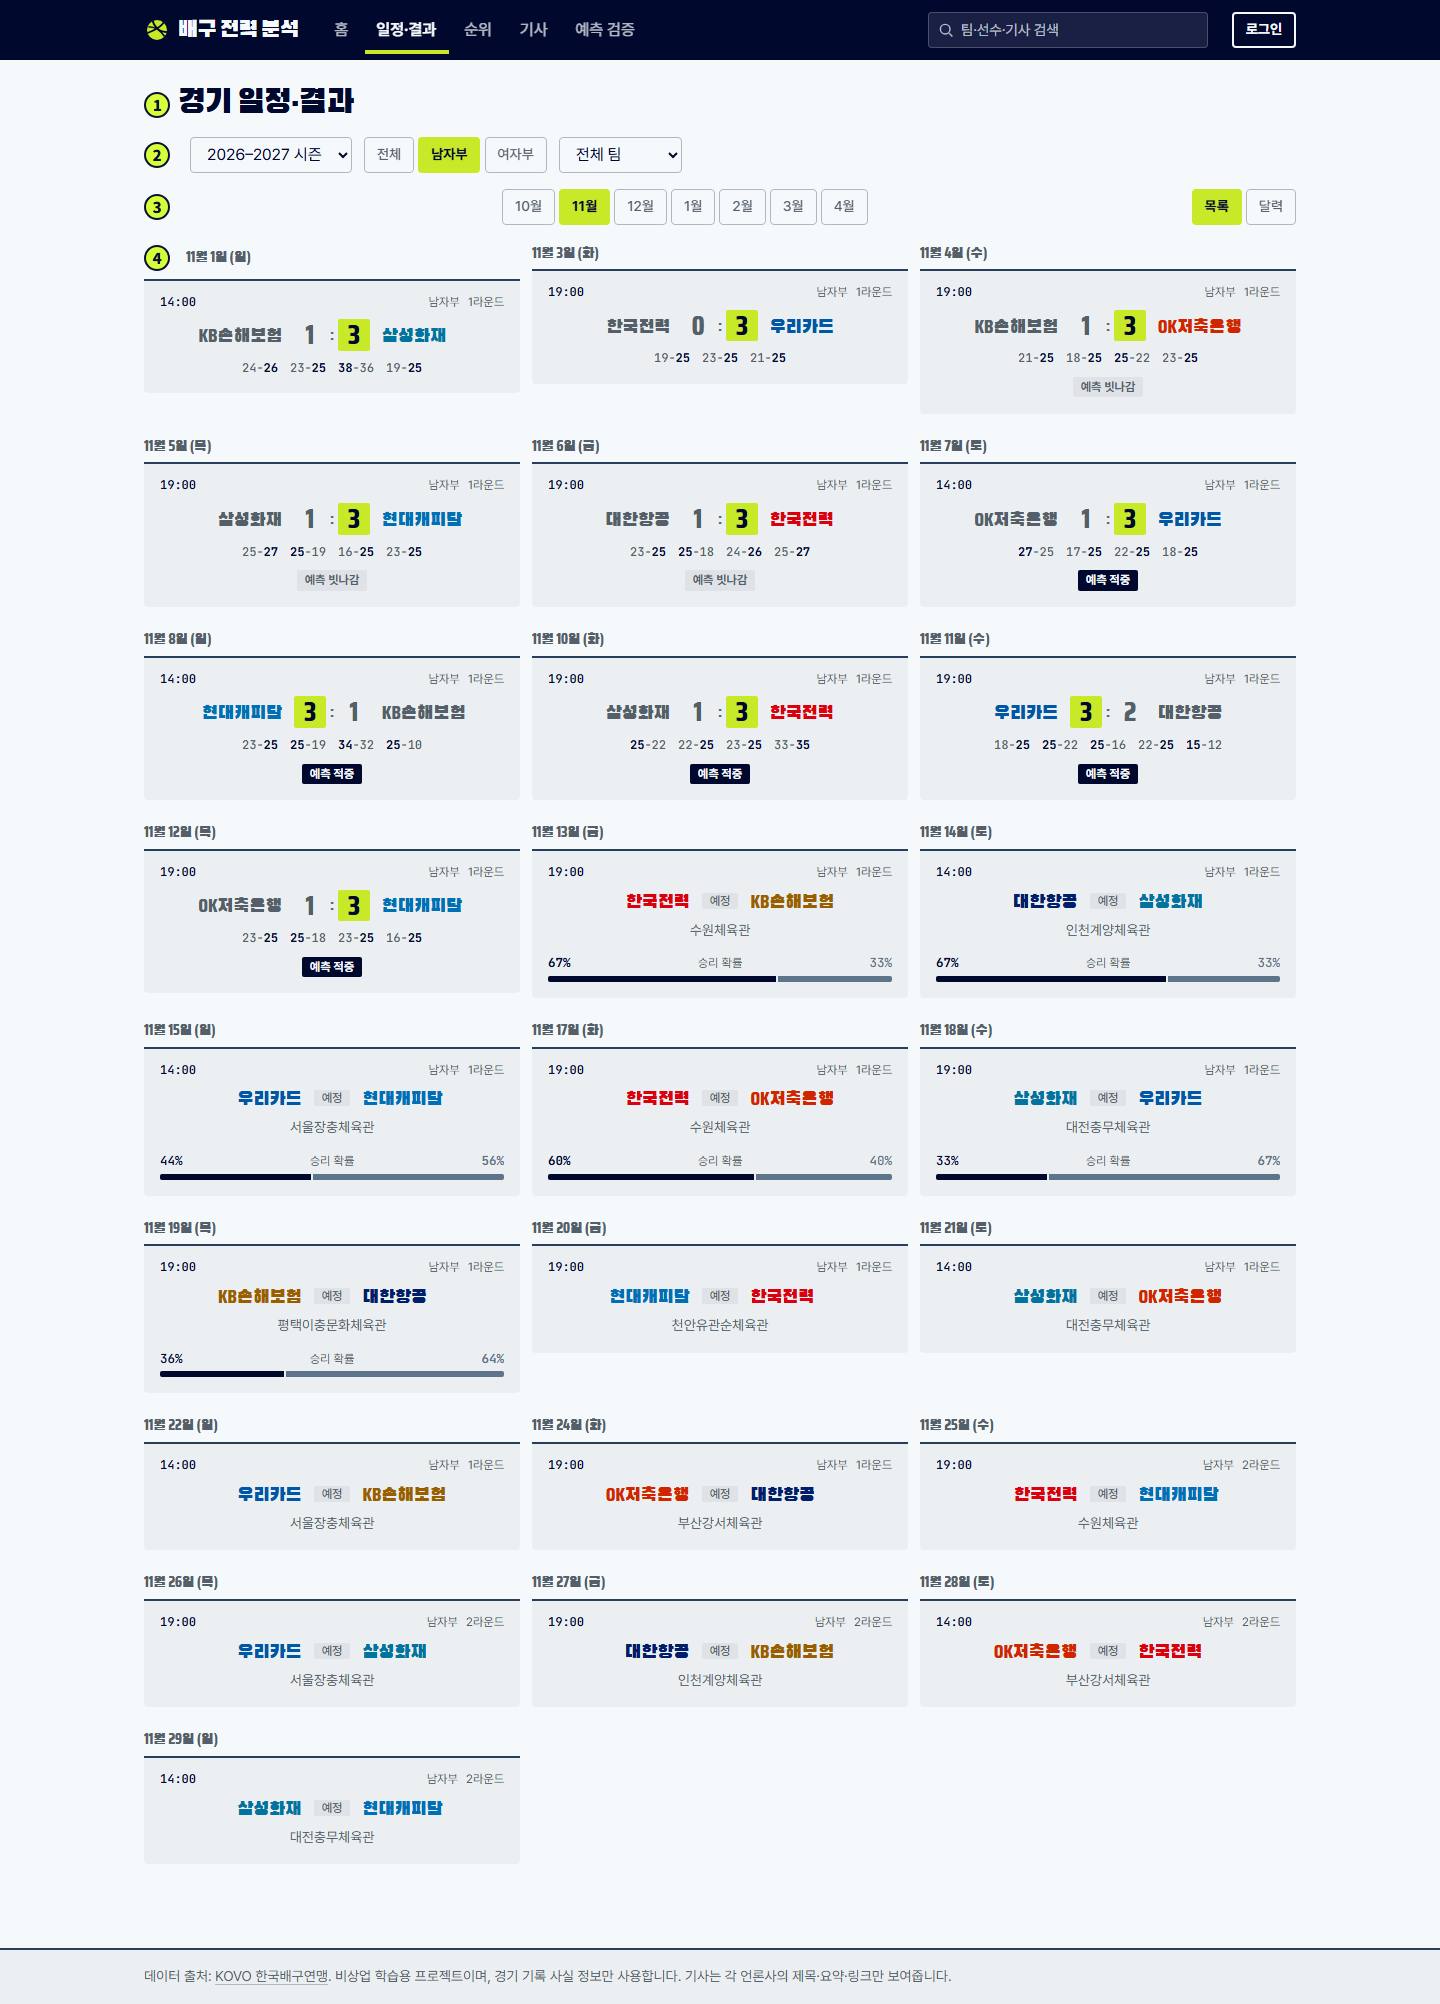 배구 전력 분석 홈 일정·결과 순위 기사 예측 검증 팀·선수·기사 검색 로그인
1 경기 일정·결과
2 2026–2027 시즌 전체 남자부 여자부 전체 팀
3 10월 11월 12월 1월 2월 3월 4월 목록 달력
4 11월 1일 (일)
14:00 남자부 1라운드
KB손해보험 1 : 3 삼성화재
24-26 23-25 38-36 19-25
11월 3일 (화)
19:00 남자부 1라운드
한국전력 0 : 3 우리카드
19-25 23-25 21-25
11월 4일 (수)
19:00 남자부 1라운드
KB손해보험 1 : 3 OK저축은행
21-25 18-25 25-22 23-25
예측 빗나감
11월 5일 (목)
19:00 남자부 1라운드
삼성화재 1 : 3 현대캐피탈
25-27 25-19 16-25 23-25
예측 빗나감
11월 6일 (금)
19:00 남자부 1라운드
대한항공 1 : 3 한국전력
23-25 25-18 24-26 25-27
예측 빗나감
11월 7일 (토)
14:00 남자부 1라운드
OK저축은행 1 : 3 우리카드
27-25 17-25 22-25 18-25
예측 적중
11월 8일 (일)
14:00 남자부 1라운드
현대캐피탈 3 : 1 KB손해보험
23-25 25-19 34-32 25-10
예측 적중
11월 10일 (화)
19:00 남자부 1라운드
삼성화재 1 : 3 한국전력
25-22 22-25 23-25 33-35
예측 적중
11월 11일 (수)
19:00 남자부 1라운드
우리카드 3 : 2 대한항공
18-25 25-22 25-16 22-25 15-12
예측 적중
11월 12일 (목)
19:00 남자부 1라운드
OK저축은행 1 : 3 현대캐피탈
23-25 25-18 23-25 16-25
예측 적중
11월 13일 (금)
19:00 남자부 1라운드
한국전력 예정 KB손해보험
수원체육관
67% 승리 확률 33%
11월 14일 (토)
14:00 남자부 1라운드
대한항공 예정 삼성화재
인천계양체육관
67% 승리 확률 33%
11월 15일 (일)
14:00 남자부 1라운드
우리카드 예정 현대캐피탈
서울장충체육관
44% 승리 확률 56%
11월 17일 (화)
19:00 남자부 1라운드
한국전력 예정 OK저축은행
수원체육관
60% 승리 확률 40%
11월 18일 (수)
19:00 남자부 1라운드
삼성화재 예정 우리카드
대전충무체육관
33% 승리 확률 67%
11월 19일 (목)
19:00 남자부 1라운드
KB손해보험 예정 대한항공
평택이충문화체육관
36% 승리 확률 64%
11월 20일 (금)
19:00 남자부 1라운드
현대캐피탈 예정 한국전력
천안유관순체육관
11월 21일 (토)
14:00 남자부 1라운드
삼성화재 예정 OK저축은행
대전충무체육관
11월 22일 (일)
14:00 남자부 1라운드
우리카드 예정 KB손해보험
서울장충체육관
11월 24일 (화)
19:00 남자부 1라운드
OK저축은행 예정 대한항공
부산강서체육관
11월 25일 (수)
19:00 남자부 2라운드
한국전력 예정 현대캐피탈
수원체육관
11월 26일 (목)
19:00 남자부 2라운드
우리카드 예정 삼성화재
서울장충체육관
11월 27일 (금)
19:00 남자부 2라운드
대한항공 예정 KB손해보험
인천계양체육관
11월 28일 (토)
14:00 남자부 2라운드
OK저축은행 예정 한국전력
부산강서체육관
11월 29일 (일)
14:00 남자부 2라운드
삼성화재 예정 현대캐피탈
대전충무체육관
데이터 출처: KOVO 한국배구연맹. 비상업 학습용 프로젝트이며, 경기 기록 사실 정보만 사용합니다. 기사는 각 언론사의 제목·요약·링크만 보여줍니다.